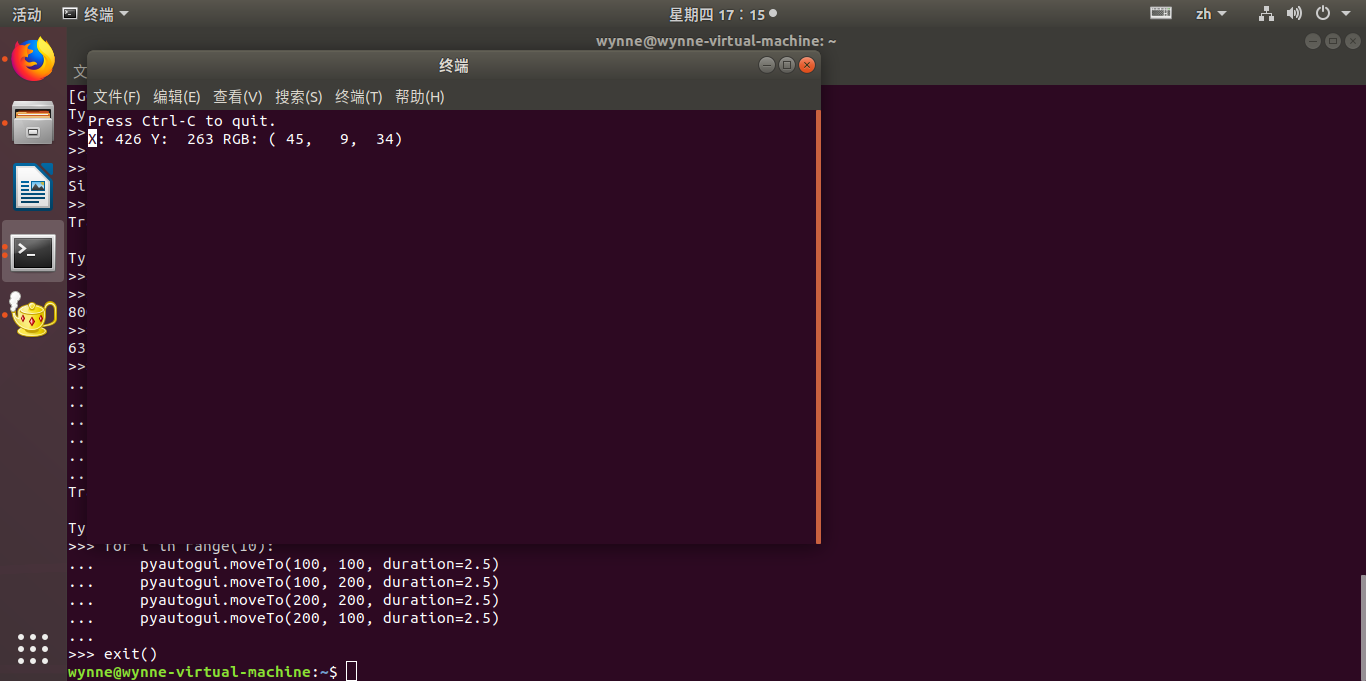 活动 终端 星期四 17：15 zh
wynne@wynne-virtual-machine: ~
文
终端
文件(F) 编辑(E) 查看(V) 搜索(S) 终端(T) 帮助(H)
Press Ctrl-C to quit.
X: 426 Y:  263 RGB: ( 45,   9,  34)
[G
Ty
>>
>>
>>
Si
>>
Tr
Ty
>>
>>
80
>>
63
>>
..
..
..
..
..
..
Tr
Ty
>>> for i in range(10):
...     pyautogui.moveTo(100, 100, duration=2.5)
...     pyautogui.moveTo(100, 200, duration=2.5)
...     pyautogui.moveTo(200, 200, duration=2.5)
...     pyautogui.moveTo(200, 100, duration=2.5)
...
>>> exit()
wynne@wynne-virtual-machine:~$